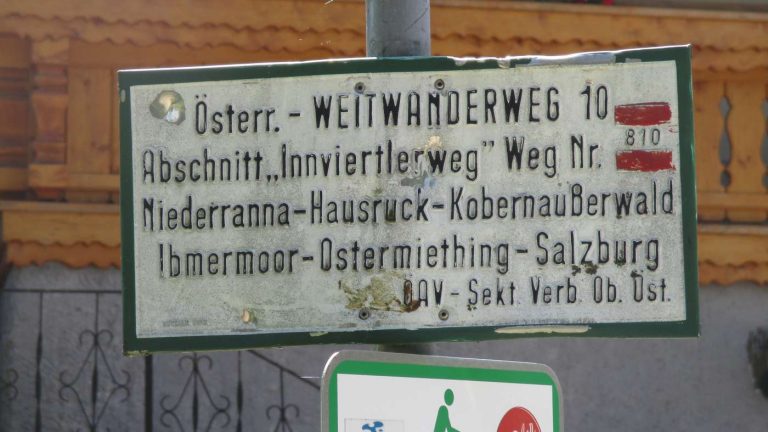 Österr. - WEITWANDERWEG 10
810
Abschnitt „Innviertlerweg" Weg Nr.
Niederranna-Hausruck-Kobernaußerwald
Ibmermoor-Ostermiething-Salzburg
ÖAV - Sekt. Verb. Ob. Öst.